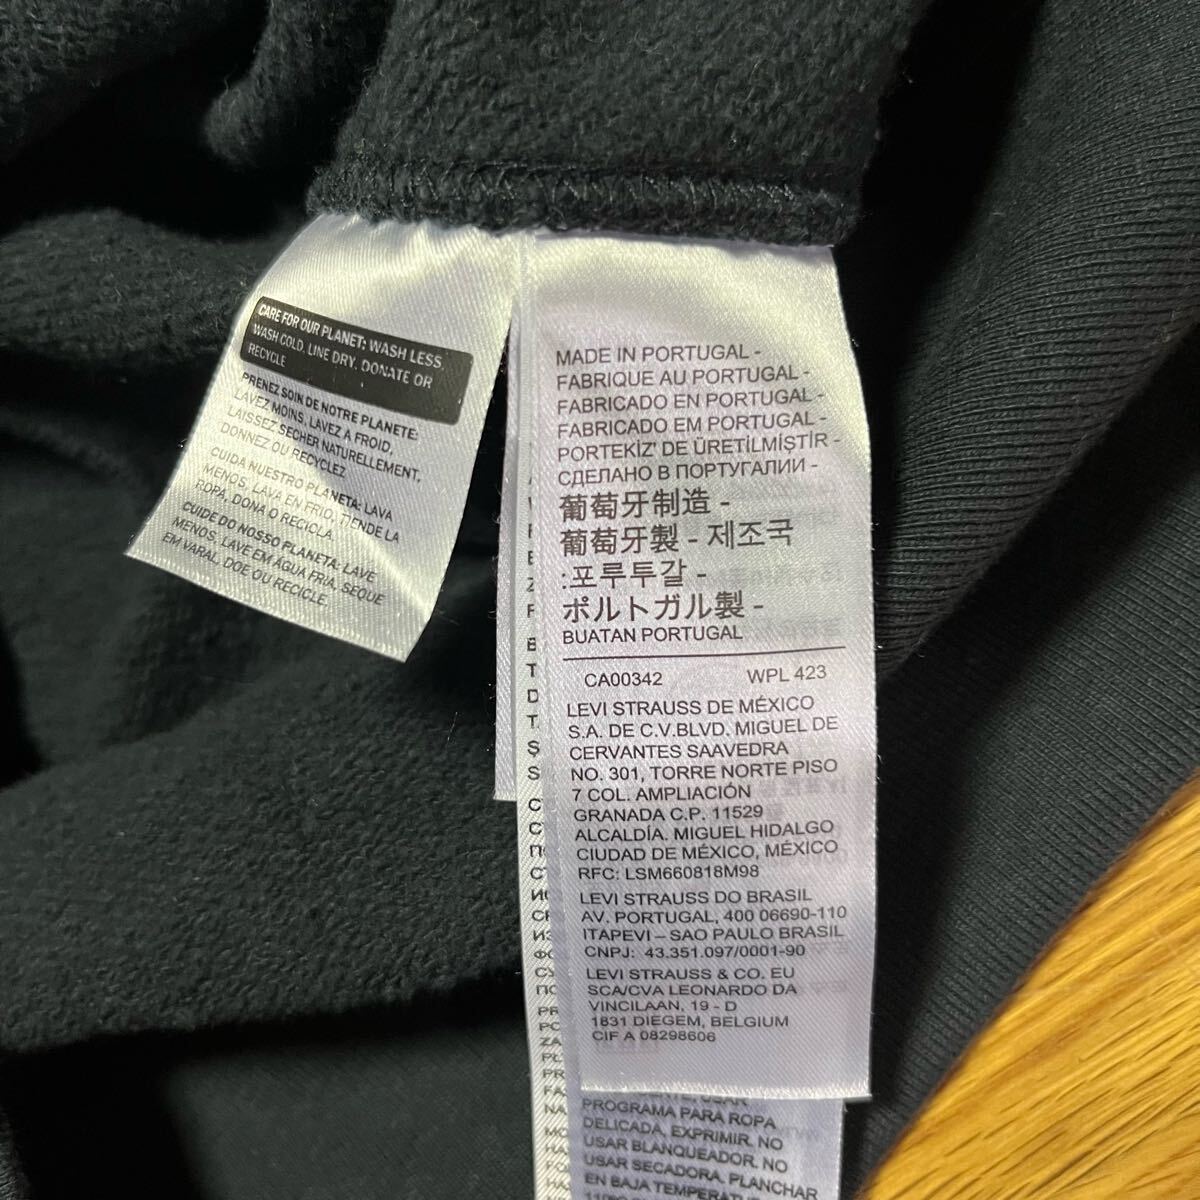 CARE FOR OUR PLANET: WASH LESS,
WASH COLD, LINE DRY, DONATE OR
RECYCLE
PRENEZ SOIN DE NOTRE PLANETE:
LAVEZ MOINS, LAVEZ À FROID,
LAISSEZ SECHER NATURELLEMENT,
DONNEZ OU RECYCLEZ
CUIDA NUESTRO PLANETA: LAVA
MENOS, LAVA EN FRIO, TIENDE LA
ROPA, DONA O RECICLA.
CUIDE DO NOSSO PLANETA: LAVE
MENOS, LAVE EM ÁGUA FRIA, SEQUE
EM VARAL, DOE OU RECICLE.
MADE IN PORTUGAL -
FABRIQUE AU PORTUGAL -
FABRICADO EN PORTUGAL -
FABRICADO EM PORTUGAL -
PORTEKİZ' DE ÜRETİLMİŞTİR -
СДЕЛАНО В ПОРТУГАЛИИ -
葡萄牙制造 -
葡萄牙製 - 제조국
:포루투갈 -
ポルトガル製 -
BUATAN PORTUGAL
CA00342 WPL 423
LEVI STRAUSS DE MÉXICO
S.A. DE C.V.BLVD. MIGUEL DE
CERVANTES SAAVEDRA
NO. 301, TORRE NORTE PISO
7 COL. AMPLIACIÓN
GRANADA C.P. 11529
ALCALDÍA. MIGUEL HIDALGO
CIUDAD DE MÉXICO, MÉXICO
RFC: LSM660818M98
LEVI STRAUSS DO BRASIL
AV. PORTUGAL, 400 06690-110
ITAPEVI – SAO PAULO BRASIL
CNPJ: 43.351.097/0001-90
LEVI STRAUSS & CO. EU
SCA/CVA LEONARDO DA
VINCILAAN, 19 - D
1831 DIEGEM, BELGIUM
CIF A 08298606
PROGRAMA PARA ROPA
DELICADA. EXPRIMIR. NO
USAR BLANQUEADOR. NO
USAR SECADORA. PLANCHAR
EN BAJA TEMPERATURA